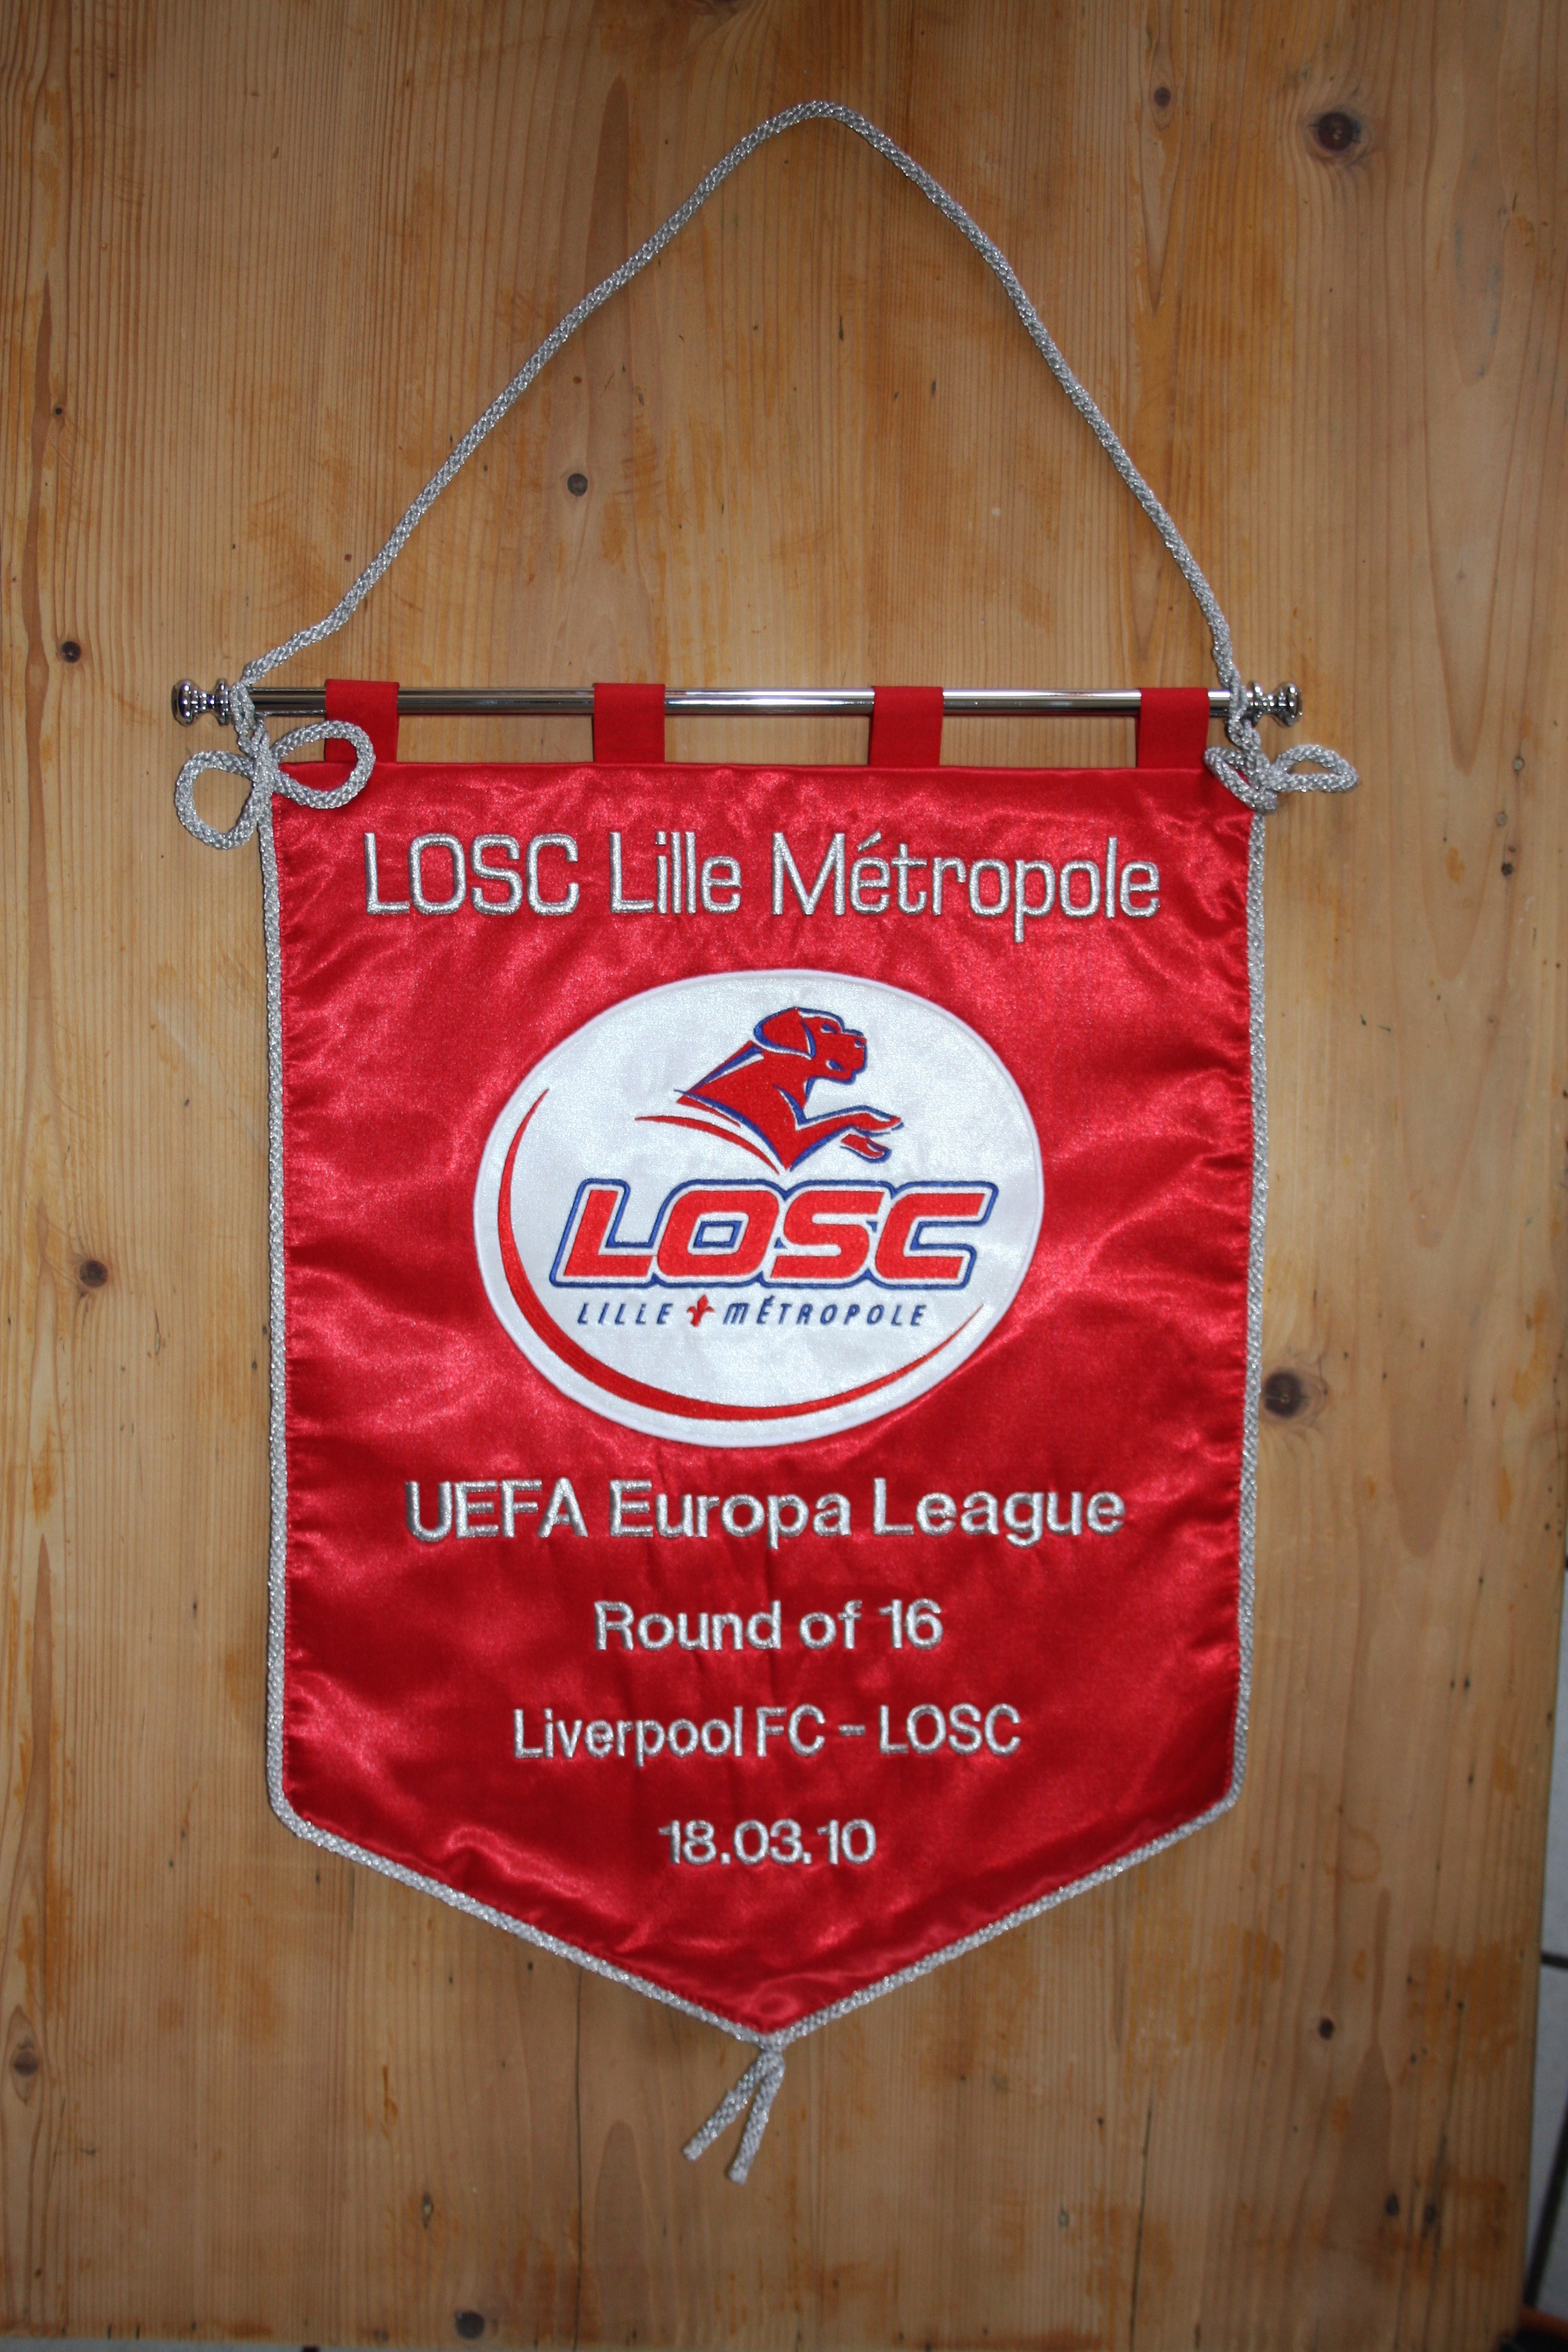 LOSC Lille Métropole
LOSC
LILLE MÉTROPOLE
UEFA Europa League
Round of 16
Liverpool FC - LOSC
18.03.10